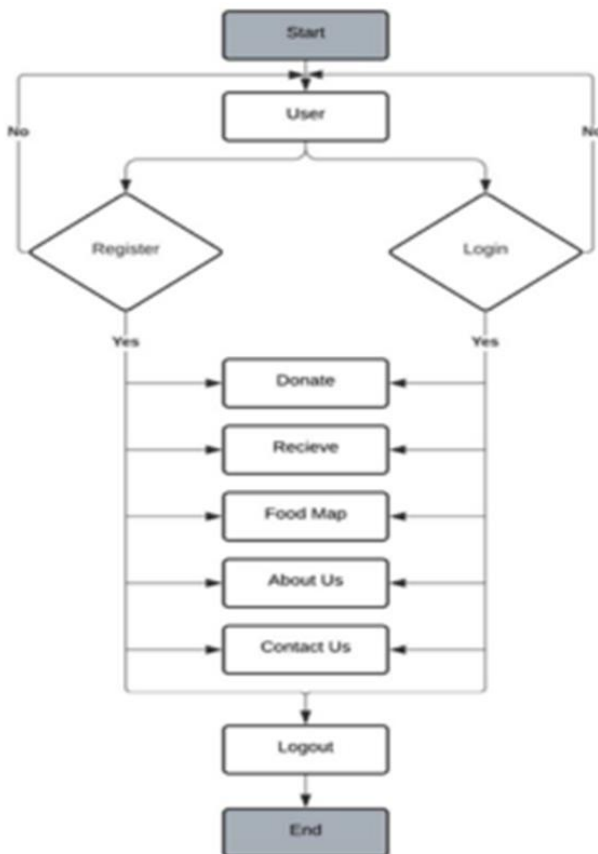 Start
User
No
No
Register
Login
Yes
Yes
Donate
Recieve
Food Map
About Us
Contact Us
Logout
End